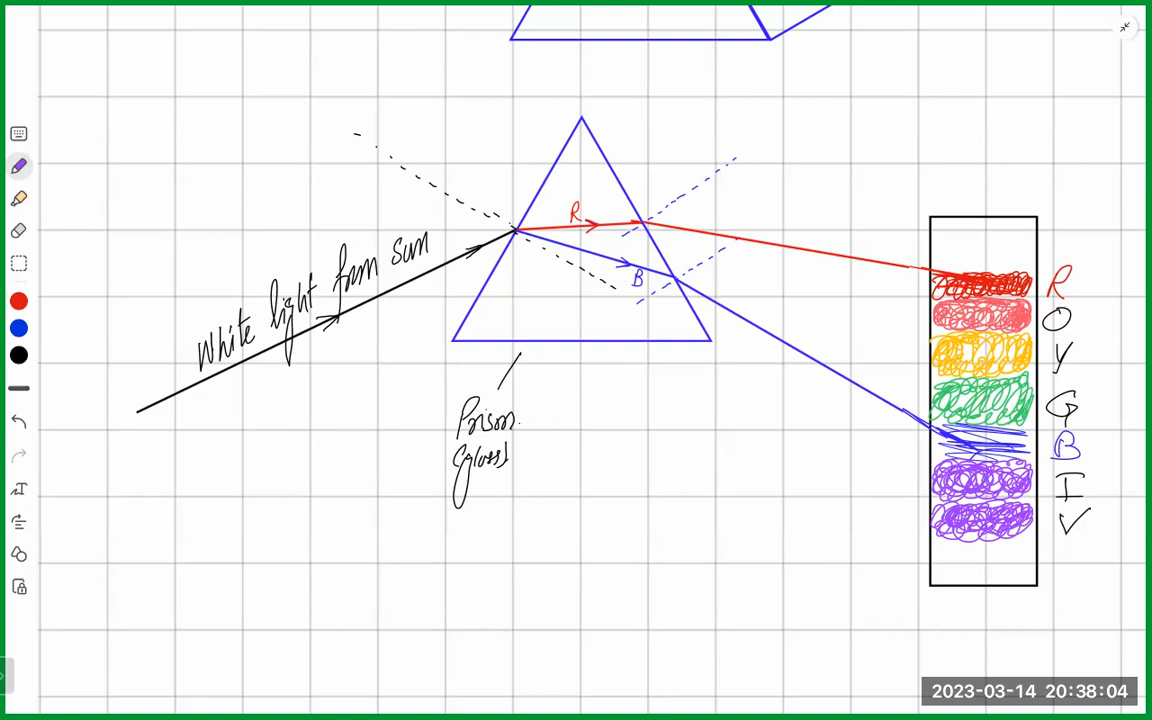 White light from Sun
R
B
Prism
(glass)
R
O
Y
G
B
I
V
2023-03-14 20:38:04